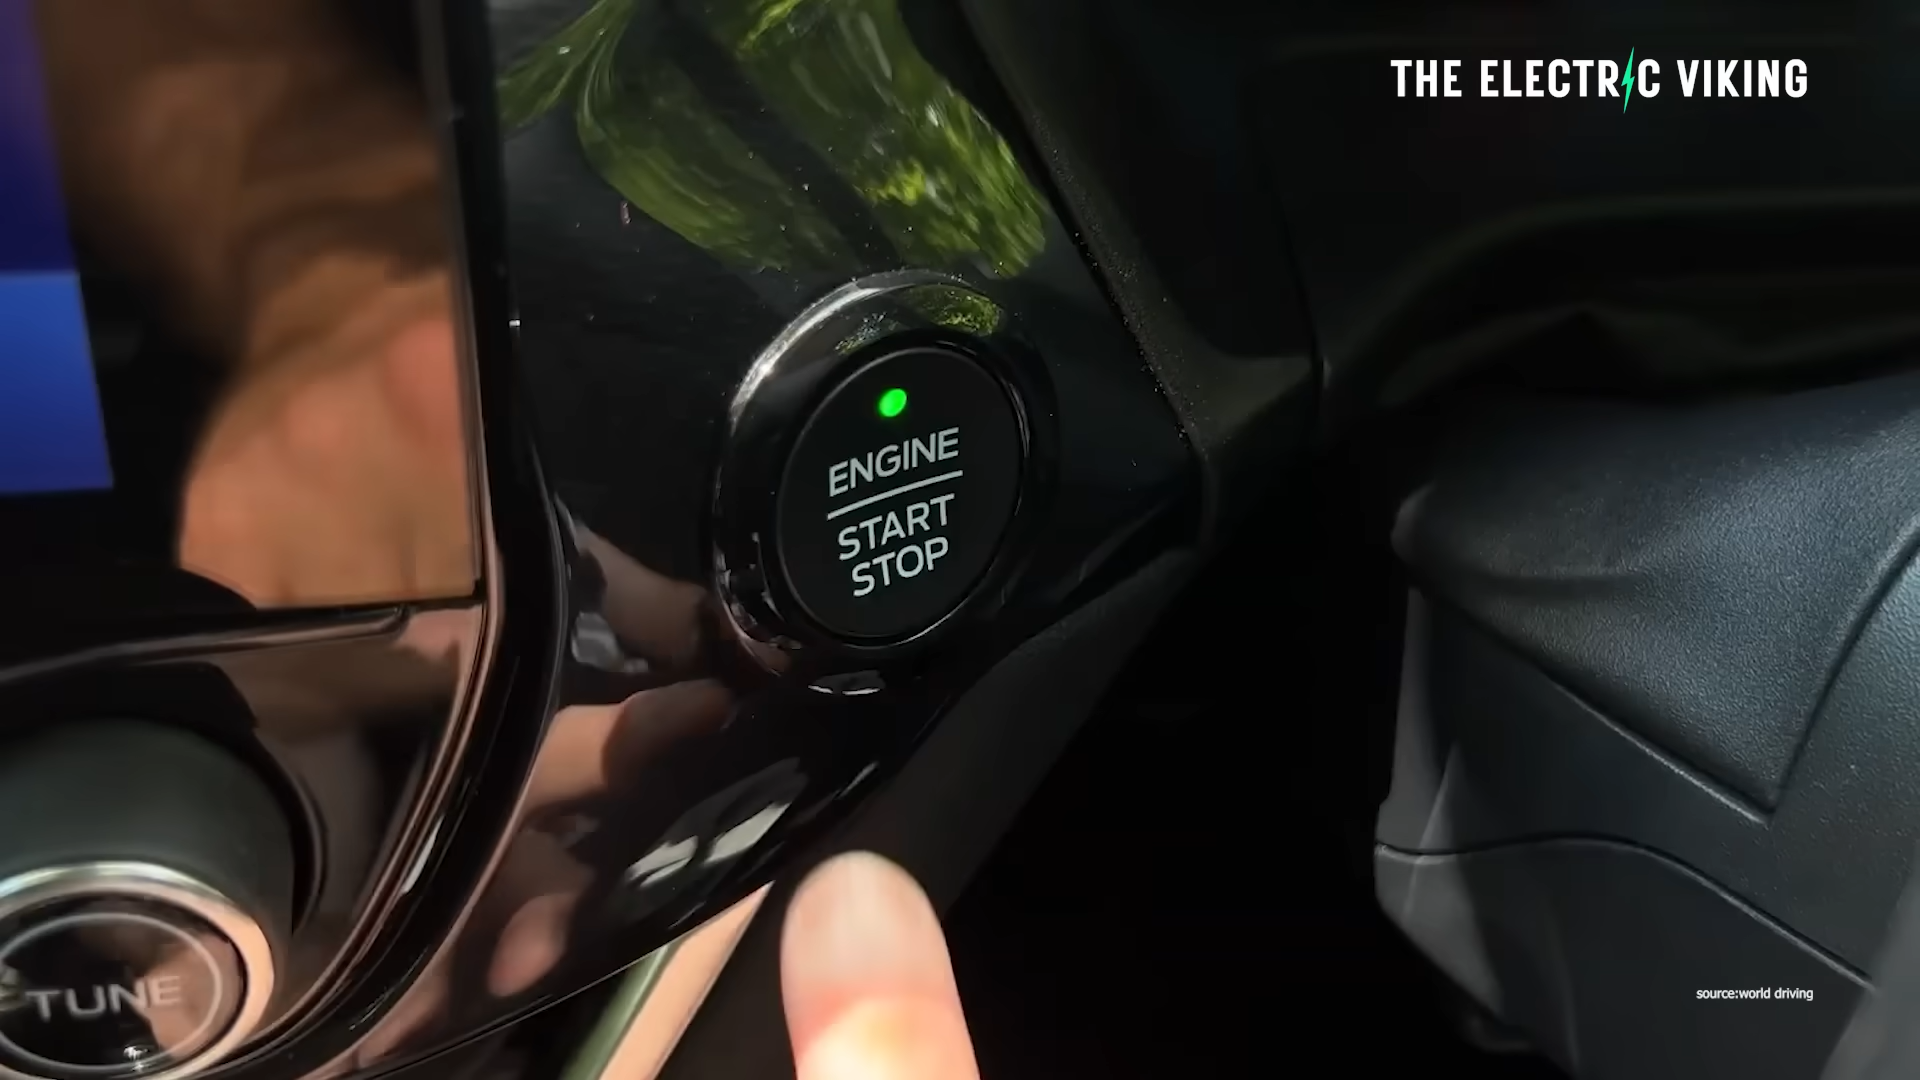 THE ELECTRIC VIKING
ENGINE
START
STOP
TUNE
source:world driving